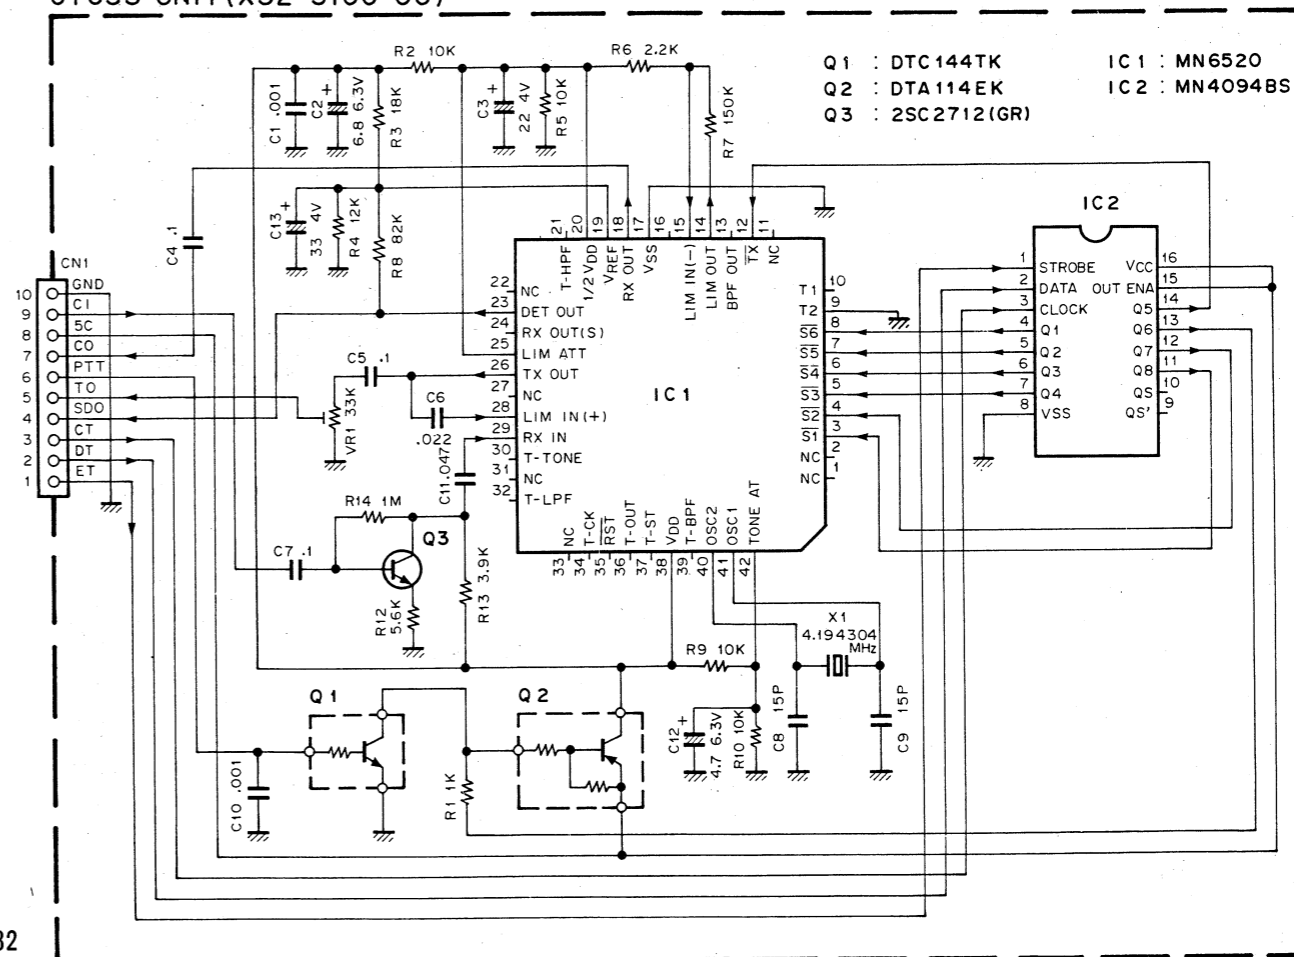 R2 10K
R6 2.2K
Q1 : DTC144TK
Q2 : DTA114EK
Q3 : 2SC2712(GR)
IC1 : MN6520
IC2 : MN4094BS
C1 .001
C2 6.8 6.3V
+
R3 18K
C3 22 4V
+
R5 10K
R7 150K
C4 .1
C13 33 4V
+
R4 12K
R8 82K
21 20 19 18 17 16 15 14 13 12 11
T-HPF
1/2 VDD
VREF
RX OUT
VSS
LIM IN(-)
LIM OUT
BPF OUT
TX
NC
IC2
1 STROBE
2 DATA
3 CLOCK
4 Q1
5 Q2
6 Q3
7 Q4
8 VSS
VCC 16
OUT ENA 15
Q5 14
Q6 13
Q7 12
Q8 11
QS 10
QS' 9
CN1
10 GND
9 CI
8 5C
7 CO
6 PTT
5 TO
4 SDO
3 CT
2 DT
1 ET
22 NC
23 DET OUT
24 RX OUT(S)
25 LIM ATT
26 TX OUT
27 NC
28 LIM IN(+)
29 RX IN
30 T-TONE
31 NC
32 T-LPF
IC1
T1 10
T2 9
S6 8
S5 7
S4 6
S3 5
S2 4
S1 3
NC 2
NC 1
C5 .1
VR1 33K
C6
.022
C11 .047
R14 1M
Q3
C7 .1
R12
5.6K
R13 3.9K
NC
T-CK
RST
T-OUT
T-ST
VDD
T-BPF
OSC2
OSC1
TONE AT
33 34 35 36 37 38 39 40 41 42
X1
4.194304
MHz
R9 10K
C12 4.7 6.3V
+
R10 10K
C8 15P
C9 15P
Q1
Q2
C10 .001
R1 1K
32